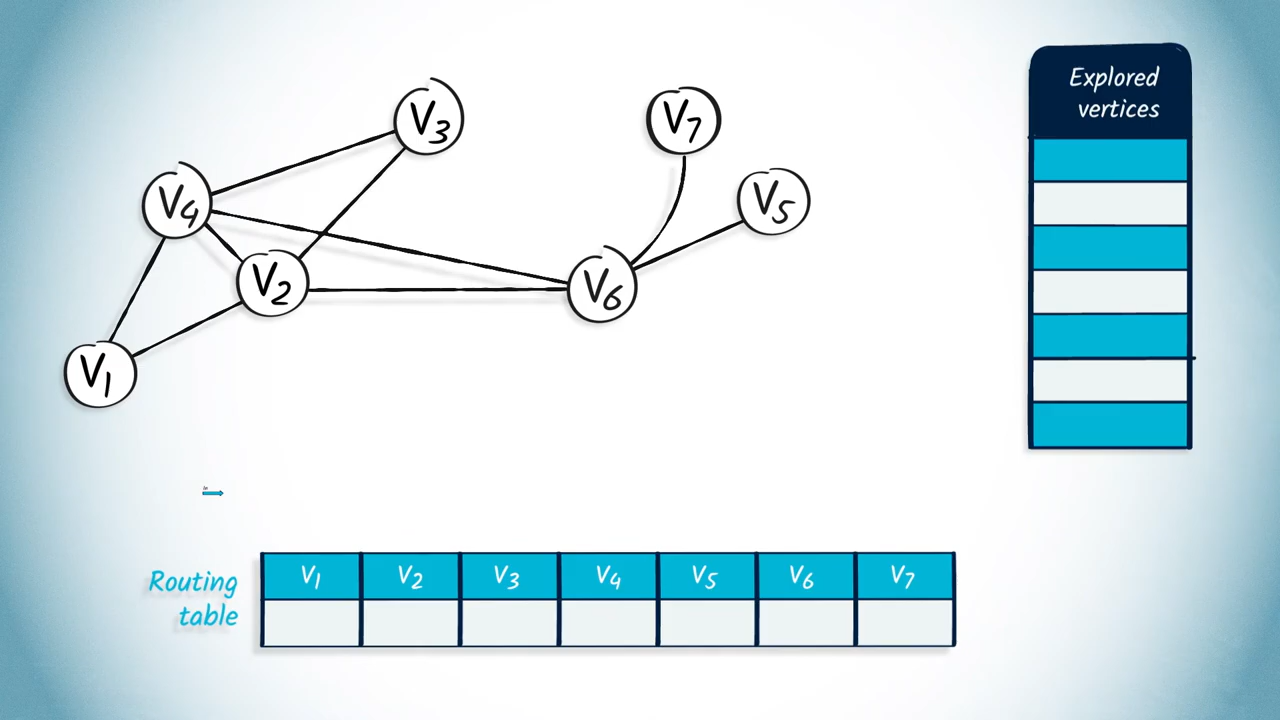 Explored
vertices
V3
V7
V4
V5
V2
V6
V1
Routing
table
V1 V2 V3 V4 V5 V6 V7